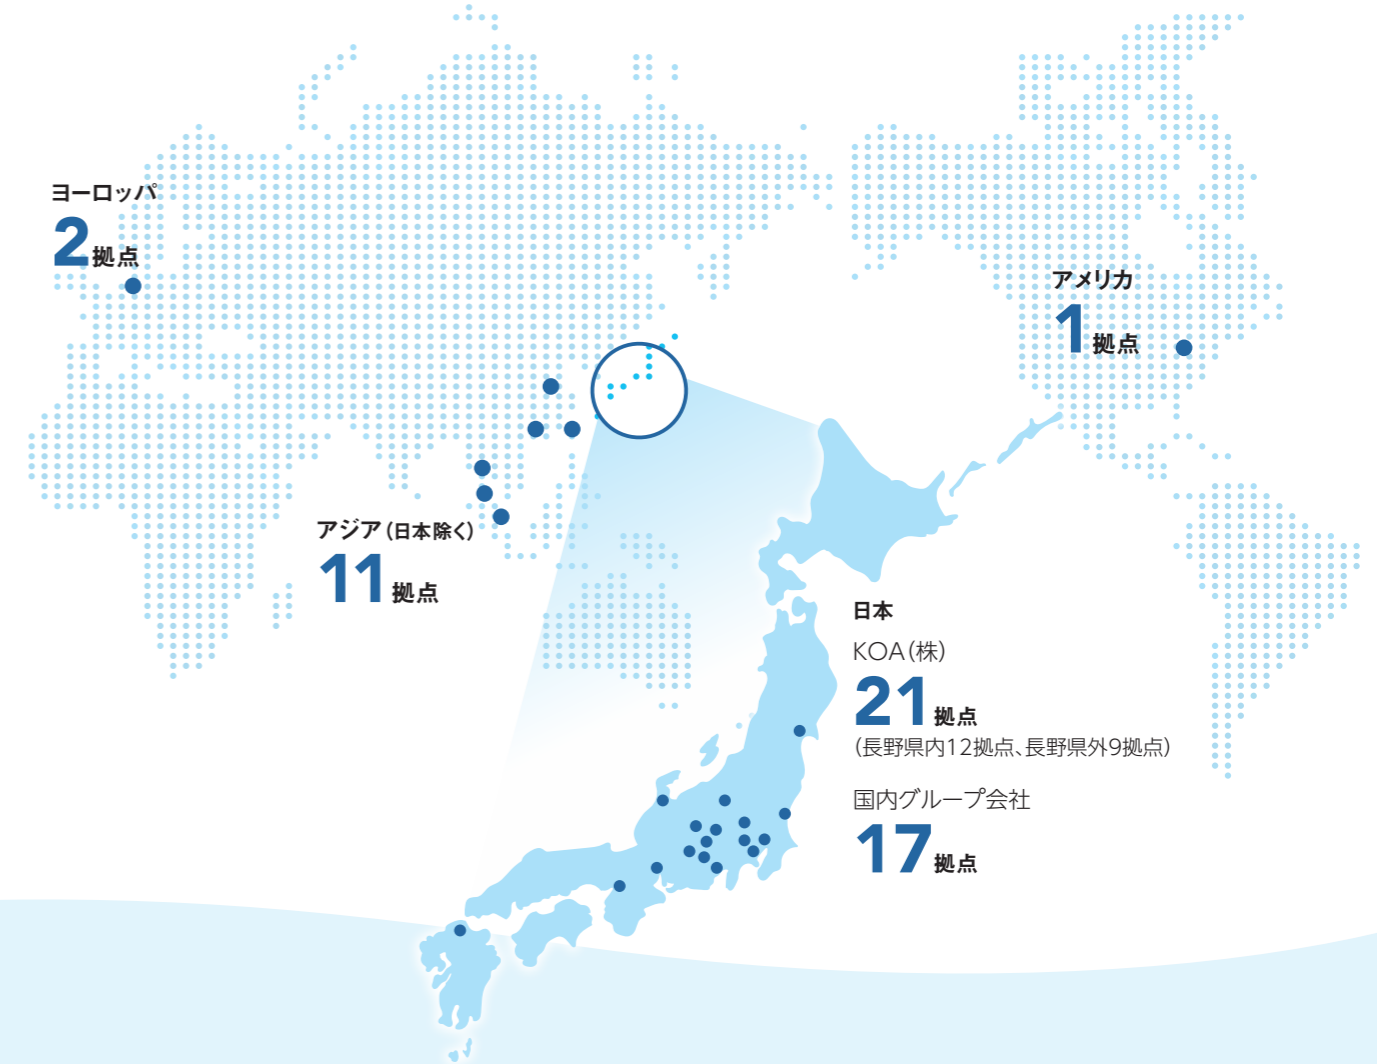 ヨーロッパ
2拠点
アメリカ
1拠点
アジア(日本除く)
11拠点
日本
KOA(株)
21拠点
(長野県内12拠点、長野県外9拠点)
国内グループ会社
17拠点